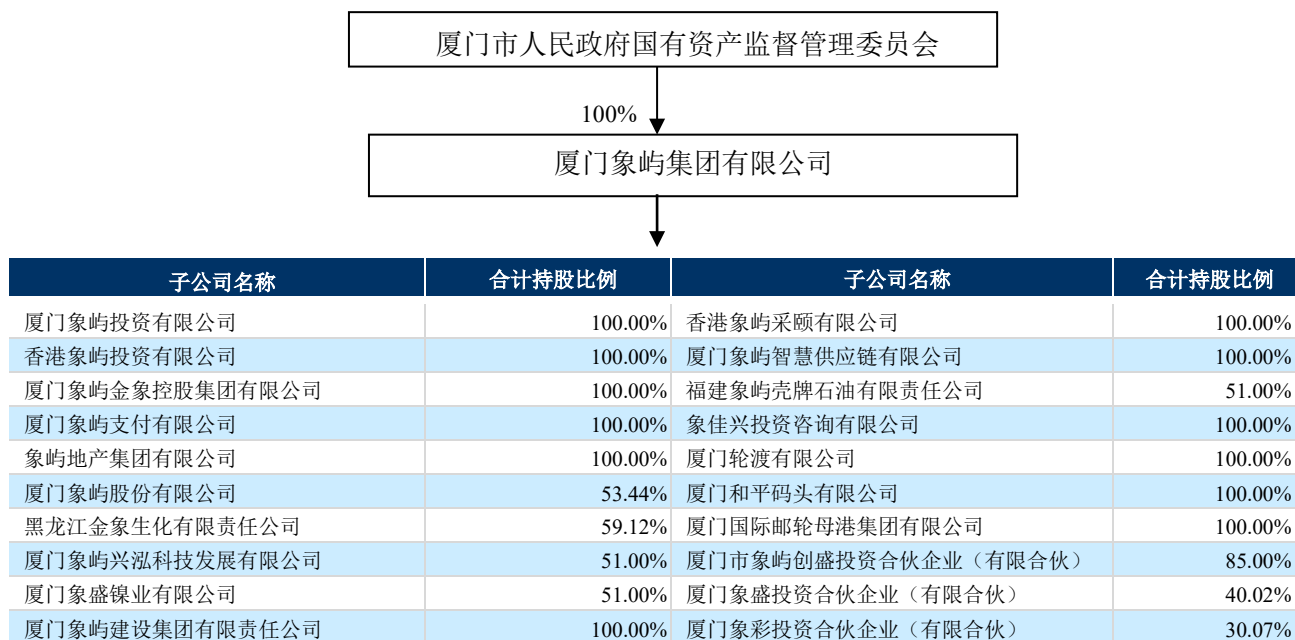 厦门市人民政府国有资产监督管理委员会
100%
厦门象屿集团有限公司
子公司名称 合计持股比例 子公司名称 合计持股比例
厦门象屿投资有限公司 100.00% 香港象屿采颐有限公司 100.00%
香港象屿投资有限公司 100.00% 厦门象屿智慧供应链有限公司 100.00%
厦门象屿金象控股集团有限公司 100.00% 福建象屿壳牌石油有限责任公司 51.00%
厦门象屿支付有限公司 100.00% 象佳兴投资咨询有限公司 100.00%
象屿地产集团有限公司 100.00% 厦门轮渡有限公司 100.00%
厦门象屿股份有限公司 53.44% 厦门和平码头有限公司 100.00%
黑龙江金象生化有限责任公司 59.12% 厦门国际邮轮母港集团有限公司 100.00%
厦门象屿兴泓科技发展有限公司 51.00% 厦门市象屿创盛投资合伙企业（有限合伙） 85.00%
厦门象盛镍业有限公司 51.00% 厦门象盛投资合伙企业（有限合伙） 40.02%
厦门象屿建设集团有限责任公司 100.00% 厦门象彩投资合伙企业（有限合伙） 30.07%